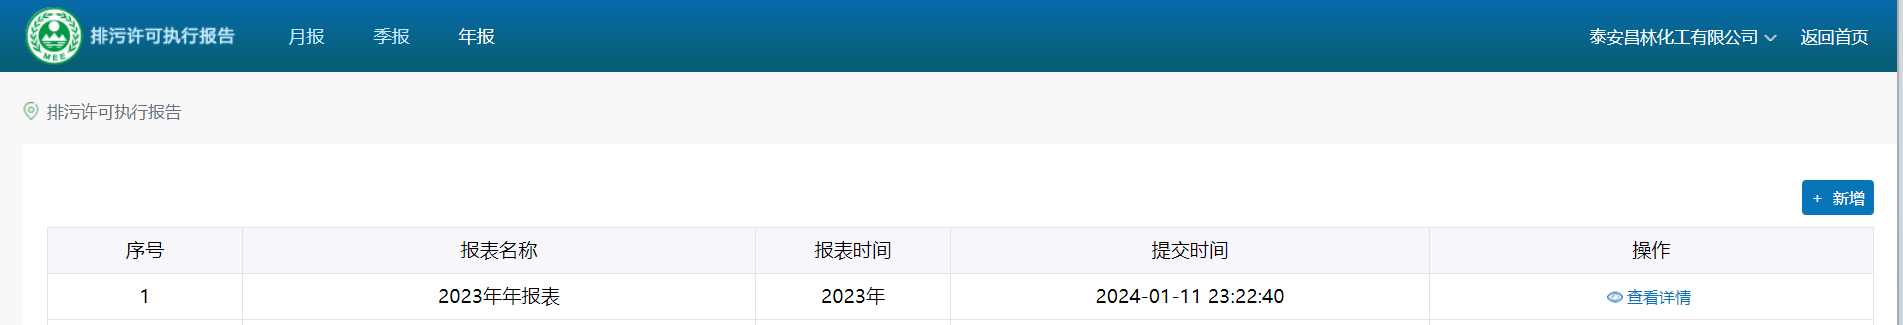 MEE 排污许可执行报告 月报 季报 年报 泰安昌林化工有限公司 返回首页
排污许可执行报告
+ 新增
序号 报表名称 报表时间 提交时间 操作
1 2023年年报表 2023年 2024-01-11 23:22:40 查看详情